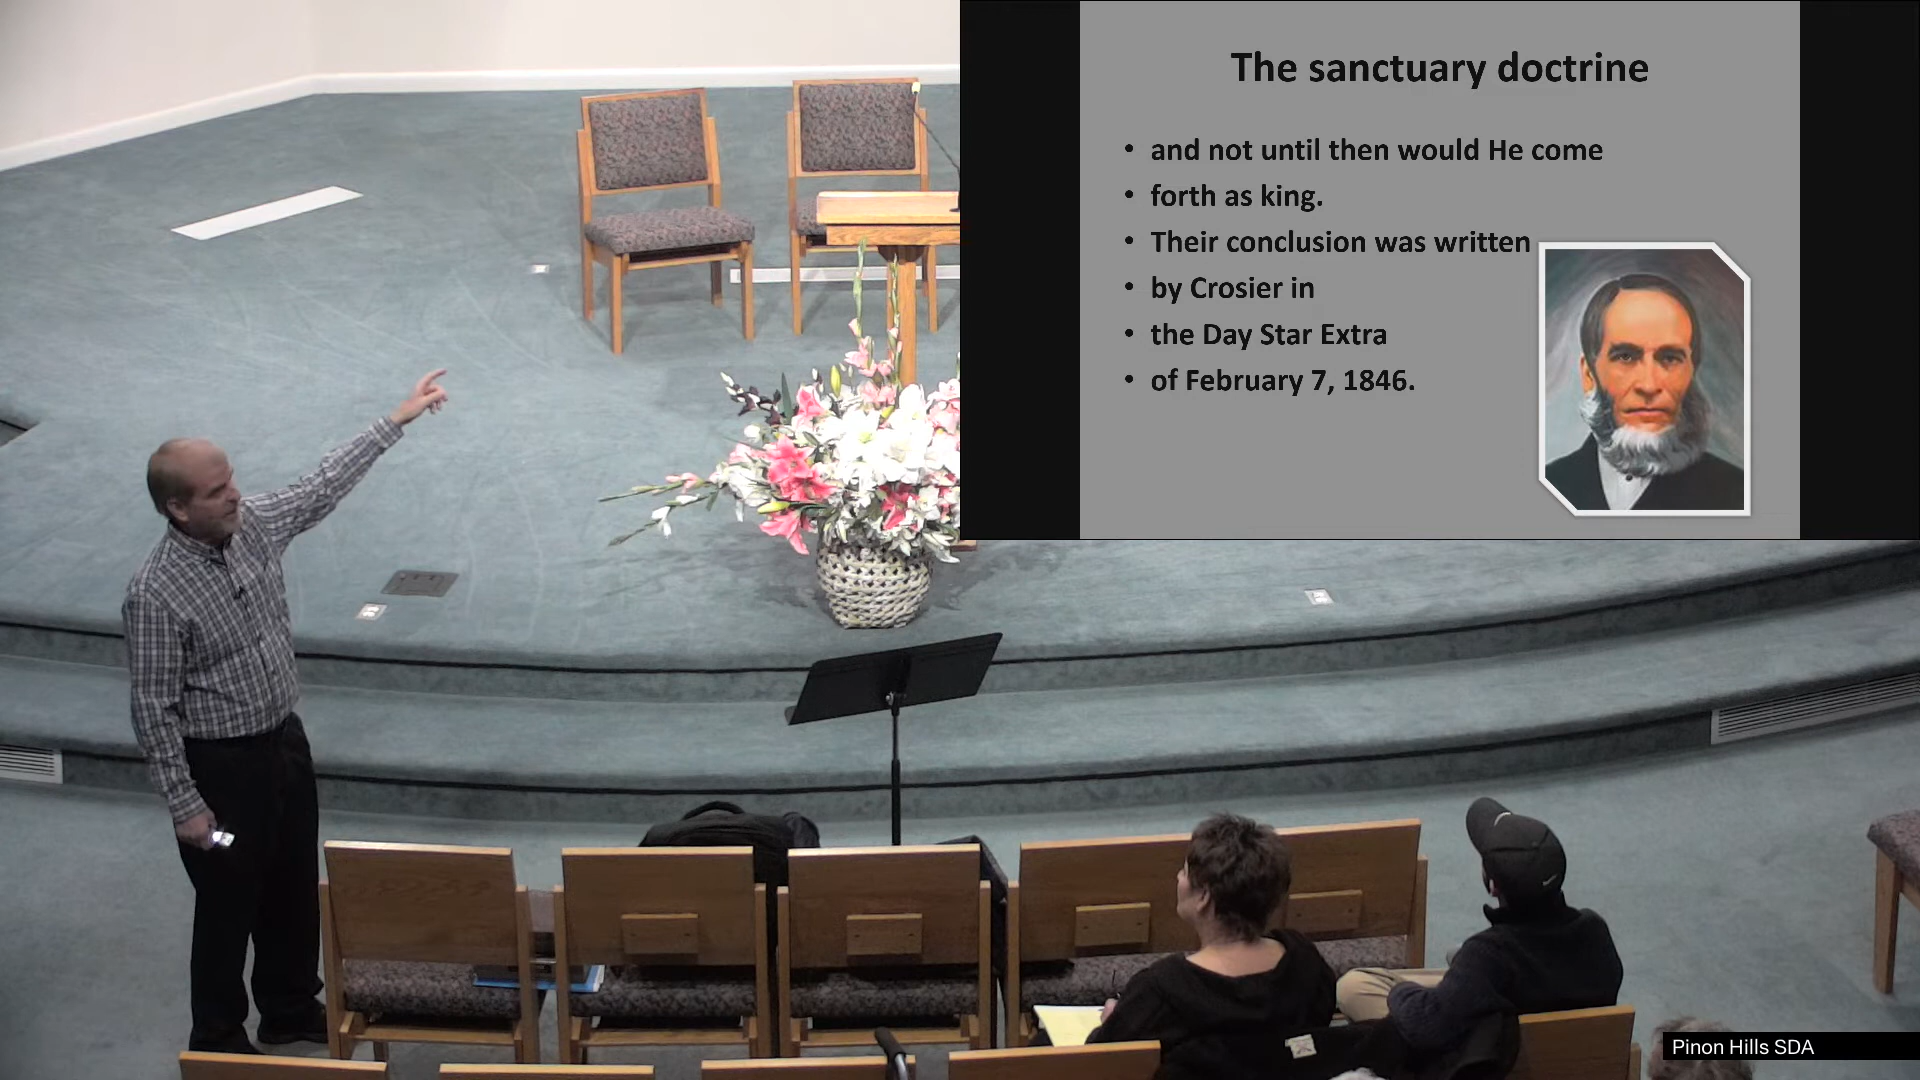 The sanctuary doctrine
• and not until then would He come
• forth as king.
• Their conclusion was written
• by Crosier in
• the Day Star Extra
• of February 7, 1846.
Pinon Hills SDA